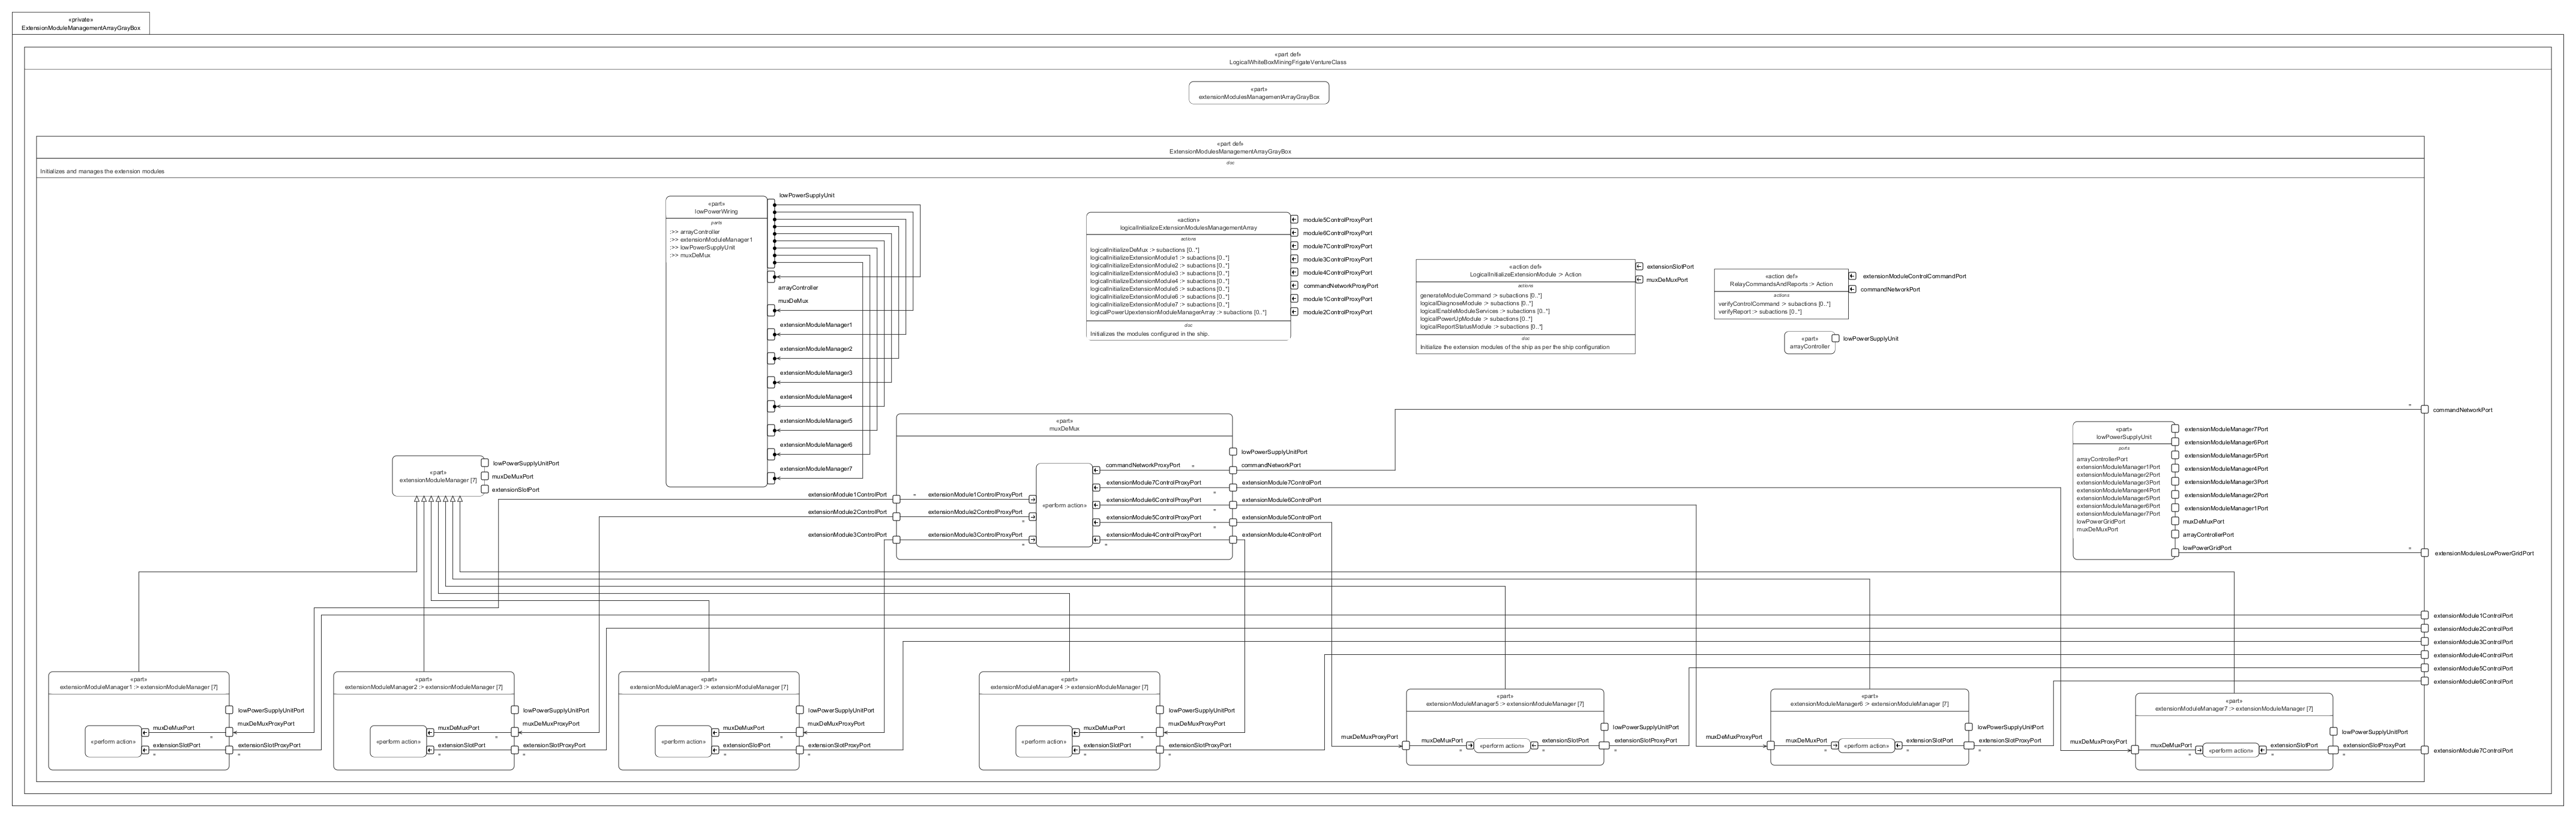 «private»
ExtensionModuleManagementArrayGrayBox
«part def»
LogicalWhiteBoxMiningFrigateVentureClass
«part»
extensionModulesManagementArrayGrayBox
«part def»
ExtensionModulesManagementArrayGrayBox
doc
Initializes and manages the extension modules
«part»
lowPowerWiring
parts
:>> arrayController
:>> extensionModuleManager1
:>> lowPowerSupplyUnit
:>> muxDeMux
lowPowerSupplyUnit
arrayController
muxDeMux
extensionModuleManager1
extensionModuleManager2
extensionModuleManager3
extensionModuleManager4
extensionModuleManager5
extensionModuleManager6
extensionModuleManager7
«action»
logicalInitializeExtensionModulesManagementArray
actions
logicalInitializeDeMux :> subactions [0..*]
logicalInitializeExtensionModule1 :> subactions [0..*]
logicalInitializeExtensionModule2 :> subactions [0..*]
logicalInitializeExtensionModule3 :> subactions [0..*]
logicalInitializeExtensionModule4 :> subactions [0..*]
logicalInitializeExtensionModule5 :> subactions [0..*]
logicalInitializeExtensionModule6 :> subactions [0..*]
logicalInitializeExtensionModule7 :> subactions [0..*]
logicalPowerUpextensionModuleManagerArray :> subactions [0..*]
doc
Initializes the modules configured in the ship.
module5ControlProxyPort
module6ControlProxyPort
module7ControlProxyPort
module3ControlProxyPort
module4ControlProxyPort
commandNetworkProxyPort
module1ControlProxyPort
module2ControlProxyPort
«action def»
LogicalInitializeExtensionModule :> Action
actions
generateModuleCommand :> subactions [0..*]
logicalDiagnoseModule :> subactions [0..*]
logicalEnableModuleServices :> subactions [0..*]
logicalPowerUpModule :> subactions [0..*]
logicalReportStatusModule :> subactions [0..*]
doc
Initialize the extension modules of the ship as per the ship configuration
extensionSlotPort
muxDeMuxPort
«action def»
RelayCommandsAndReports :> Action
actions
verifyControlCommand :> subactions [0..*]
verifyReport :> subactions [0..*]
extensionModuleControlCommandPort
commandNetworkPort
«part»
arrayController
lowPowerSupplyUnit
«part»
muxDeMux
lowPowerSupplyUnitPort
commandNetworkProxyPort
*
commandNetworkPort
extensionModule7ControlProxyPort
*
extensionModule7ControlPort
extensionModule6ControlProxyPort
*
extensionModule6ControlPort
extensionModule5ControlProxyPort
*
extensionModule5ControlPort
extensionModule4ControlProxyPort
*
extensionModule4ControlPort
«perform action»
extensionModule1ControlPort
*
extensionModule1ControlProxyPort
extensionModule2ControlPort
extensionModule2ControlProxyPort
*
extensionModule3ControlPort
extensionModule3ControlProxyPort
*
«part»
extensionModuleManager [7]
lowPowerSupplyUnitPort
muxDeMuxPort
extensionSlotPort
«part»
lowPowerSupplyUnit
ports
arrayControllerPort
extensionModuleManager1Port
extensionModuleManager2Port
extensionModuleManager3Port
extensionModuleManager4Port
extensionModuleManager5Port
extensionModuleManager6Port
extensionModuleManager7Port
lowPowerGridPort
muxDeMuxPort
extensionModuleManager7Port
extensionModuleManager6Port
extensionModuleManager5Port
extensionModuleManager4Port
extensionModuleManager3Port
extensionModuleManager2Port
extensionModuleManager1Port
muxDeMuxPort
arrayControllerPort
lowPowerGridPort
*
commandNetworkPort
*
extensionModulesLowPowerGridPort
extensionModule1ControlPort
extensionModule2ControlPort
extensionModule3ControlPort
extensionModule4ControlPort
extensionModule5ControlPort
extensionModule6ControlPort
extensionModule7ControlPort
«part»
extensionModuleManager1 :> extensionModuleManager [7]
lowPowerSupplyUnitPort
muxDeMuxPort
*
muxDeMuxProxyPort
«perform action»
extensionSlotPort
*
extensionSlotProxyPort
*
«part»
extensionModuleManager2 :> extensionModuleManager [7]
lowPowerSupplyUnitPort
muxDeMuxPort
*
muxDeMuxProxyPort
«perform action»
extensionSlotPort
*
extensionSlotProxyPort
*
«part»
extensionModuleManager3 :> extensionModuleManager [7]
lowPowerSupplyUnitPort
muxDeMuxPort
*
muxDeMuxProxyPort
«perform action»
extensionSlotPort
*
extensionSlotProxyPort
*
«part»
extensionModuleManager4 :> extensionModuleManager [7]
lowPowerSupplyUnitPort
muxDeMuxPort
*
muxDeMuxProxyPort
«perform action»
extensionSlotPort
*
extensionSlotProxyPort
*
«part»
extensionModuleManager5 :> extensionModuleManager [7]
lowPowerSupplyUnitPort
muxDeMuxProxyPort
muxDeMuxPort
*
«perform action»
extensionSlotPort
*
extensionSlotProxyPort
*
«part»
extensionModuleManager6 :> extensionModuleManager [7]
lowPowerSupplyUnitPort
muxDeMuxProxyPort
muxDeMuxPort
*
«perform action»
extensionSlotPort
*
extensionSlotProxyPort
*
«part»
extensionModuleManager7 :> extensionModuleManager [7]
lowPowerSupplyUnitPort
muxDeMuxProxyPort
muxDeMuxPort
*
«perform action»
extensionSlotPort
*
extensionSlotProxyPort
*